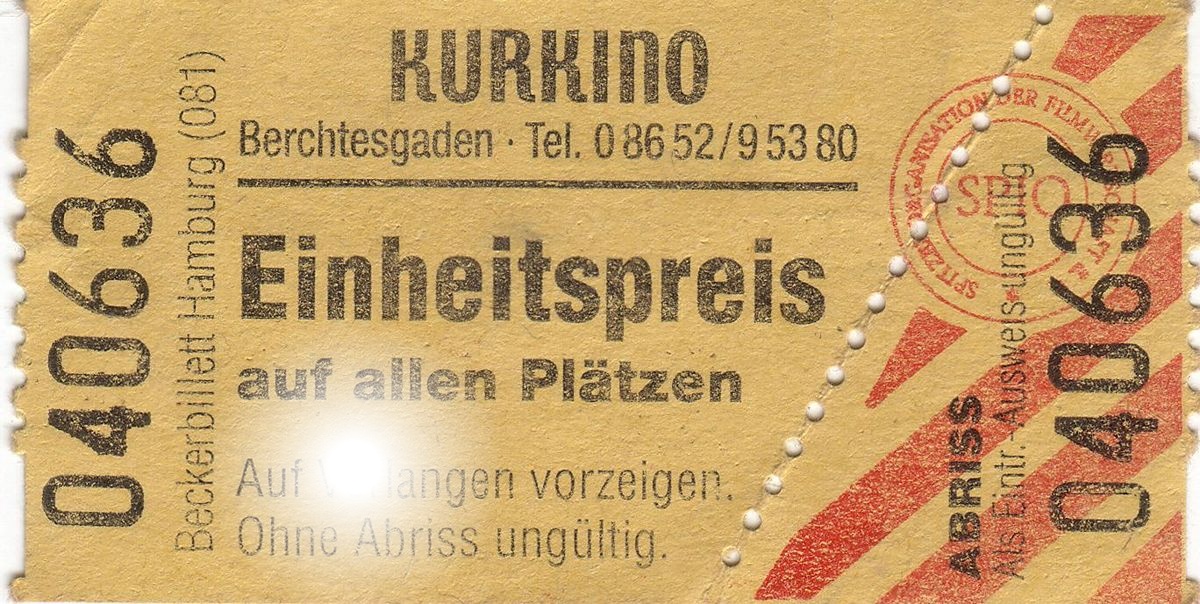 KURKINO
Berchtesgaden · Tel. 0 86 52/9 53 80
Einheitspreis
auf allen Plätzen
Auf langen vorzeigen.
Ohne Abriss ungültig.
040636
Beckerbillett Hamburg (081)
SPITZENORGANISATION DER FILMWIRTSCHAFT e.V.
SPIO
ABRISS
Als Eintr.-Ausweis ungültig
040636